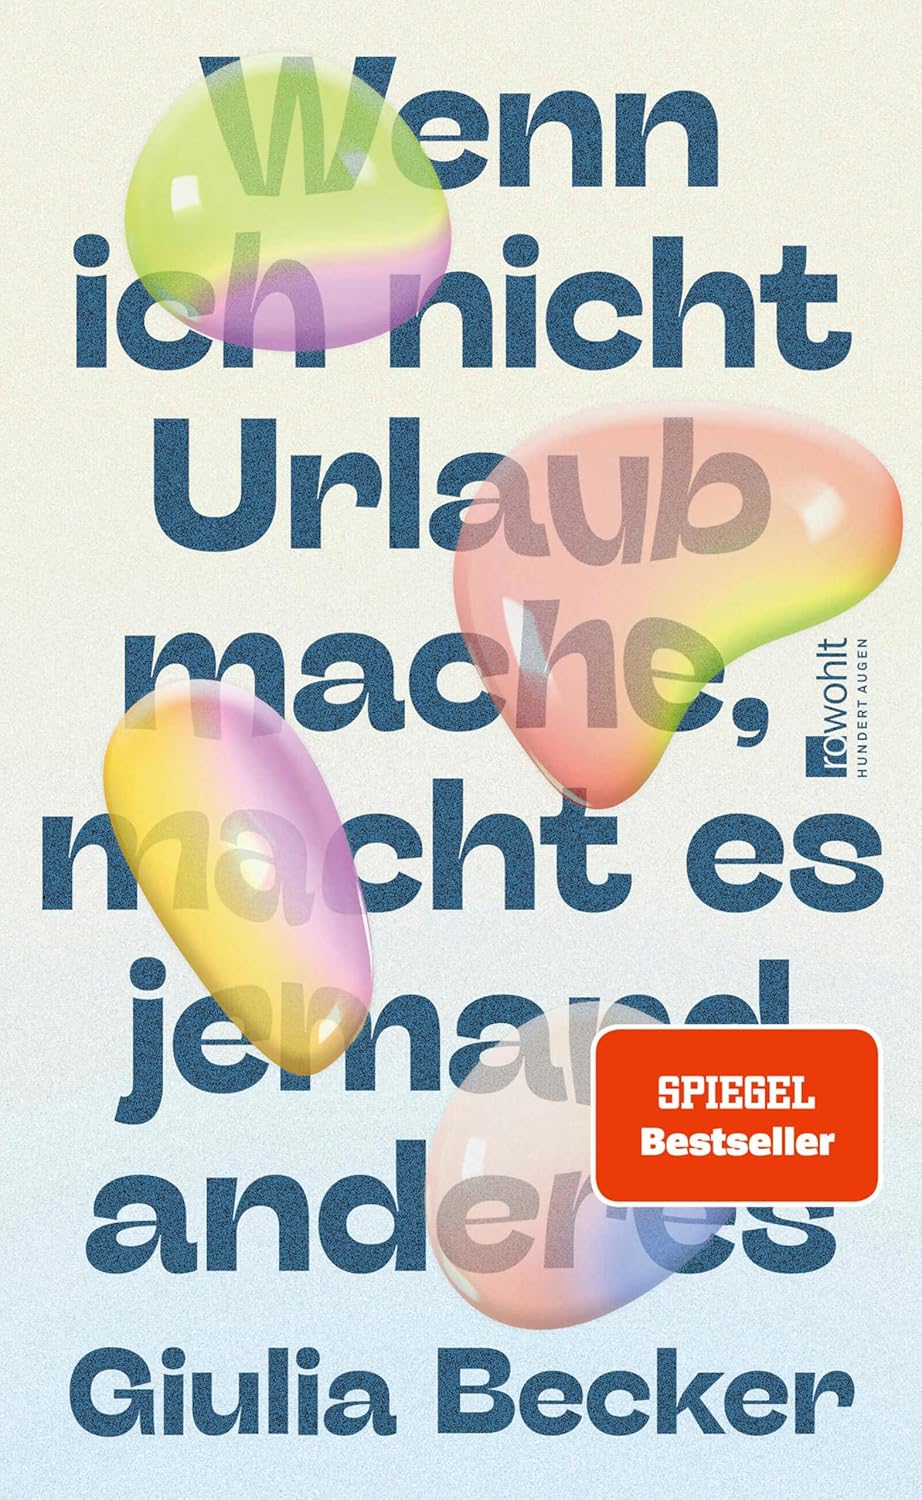 Wenn
ich nicht
Urlaub
mache,
macht es
jemand
anderes
rowohlt
HUNDERT AUGEN
SPIEGEL
Bestseller
Giulia Becker